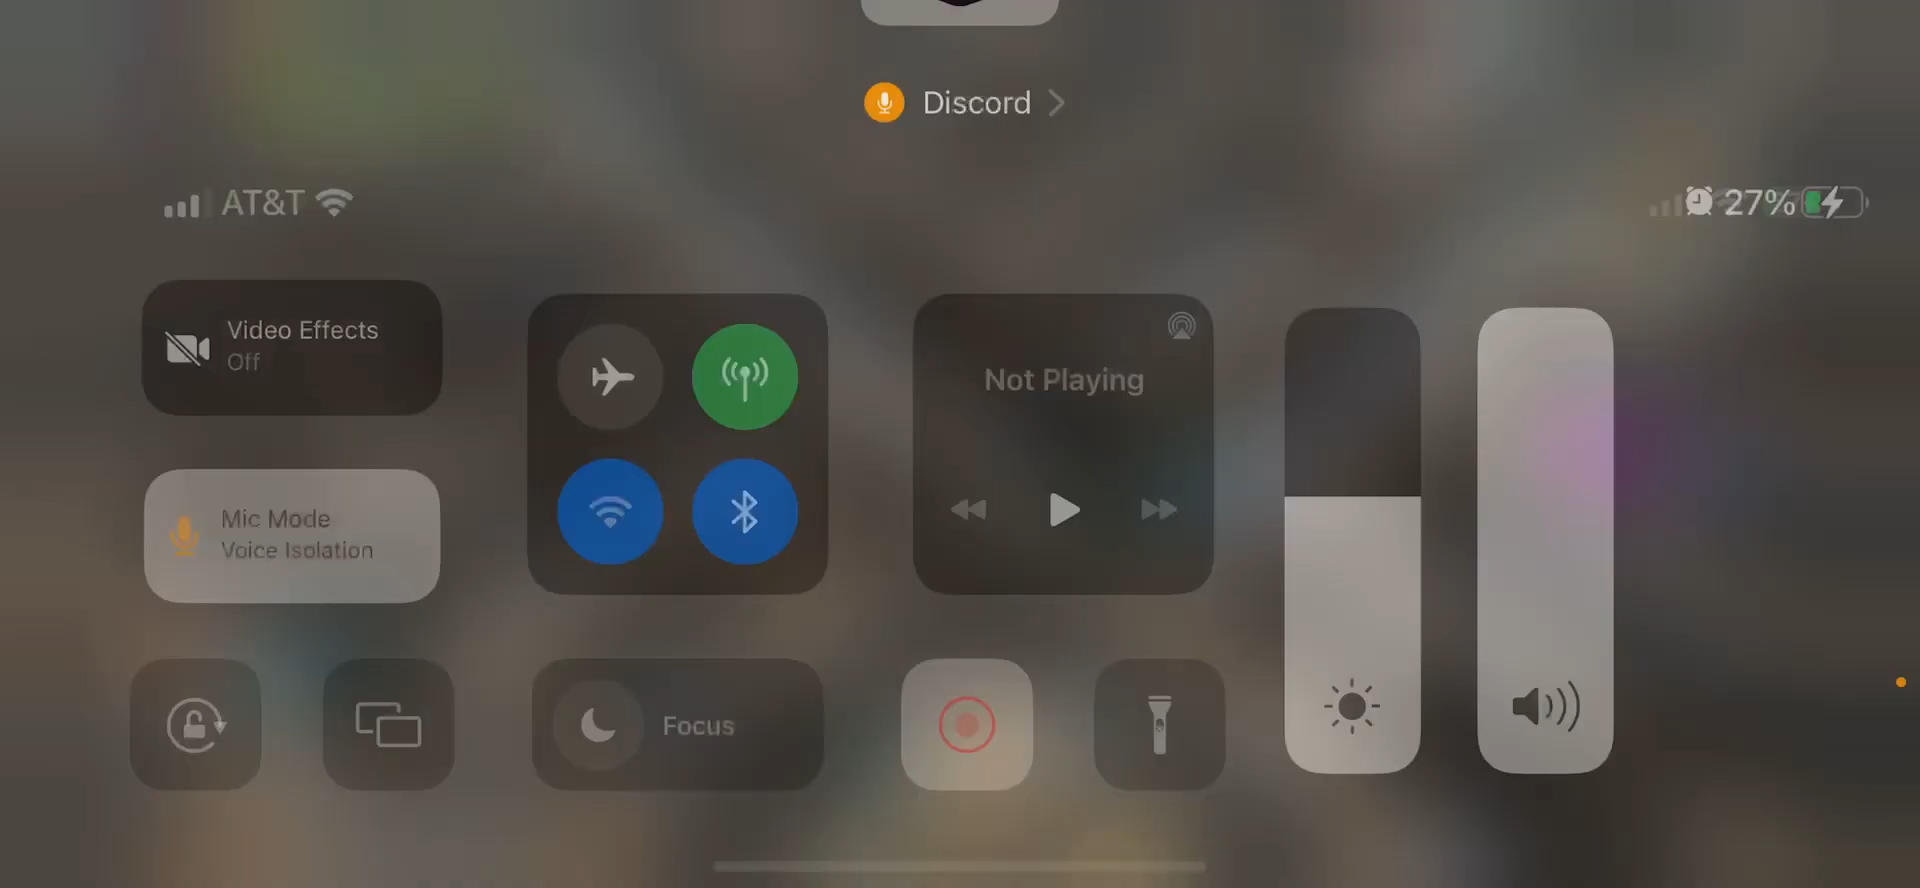 Discord
AT&T
27%
Video Effects
Off
Not Playing
Mic Mode
Voice Isolation
Focus